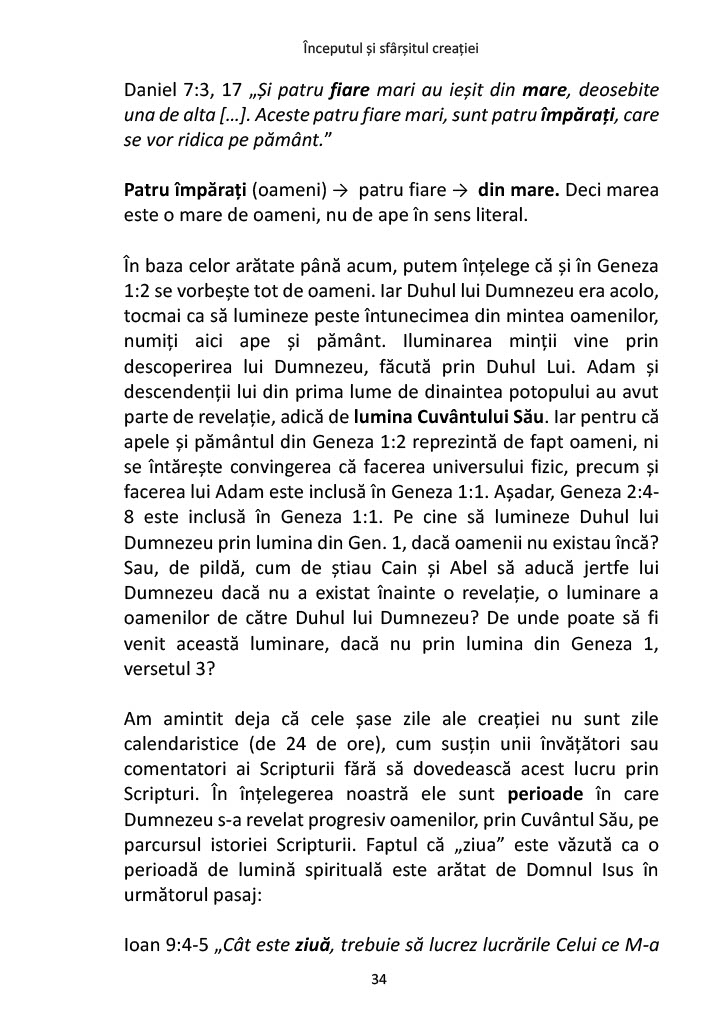 Începutul și sfârșitul creației
Daniel 7:3, 17 „Și patru fiare mari au ieșit din mare, deosebite
una de alta […]. Aceste patru fiare mari, sunt patru împărați, care
se vor ridica pe pământ.”
Patru împărați (oameni) → patru fiare → din mare. Deci marea
este o mare de oameni, nu de ape în sens literal.
În baza celor arătate până acum, putem înțelege că și în Geneza
1:2 se vorbește tot de oameni. Iar Duhul lui Dumnezeu era acolo,
tocmai ca să lumineze peste întunecimea din mintea oamenilor,
numiți aici ape și pământ. Iluminarea minții vine prin
descoperirea lui Dumnezeu, făcută prin Duhul Lui. Adam și
descendenții lui din prima lume de dinaintea potopului au avut
parte de revelație, adică de lumina Cuvântului Său. Iar pentru că
apele și pământul din Geneza 1:2 reprezintă de fapt oameni, ni
se întărește convingerea că facerea universului fizic, precum și
facerea lui Adam este inclusă în Geneza 1:1. Așadar, Geneza 2:4-
8 este inclusă în Geneza 1:1. Pe cine să lumineze Duhul lui
Dumnezeu prin lumina din Gen. 1, dacă oamenii nu existau încă?
Sau, de pildă, cum de știau Cain și Abel să aducă jertfe lui
Dumnezeu dacă nu a existat înainte o revelație, o luminare a
oamenilor de către Duhul lui Dumnezeu? De unde poate să fi
venit această luminare, dacă nu prin lumina din Geneza 1,
versetul 3?
Am amintit deja că cele șase zile ale creației nu sunt zile
calendaristice (de 24 de ore), cum susțin unii învățători sau
comentatori ai Scripturii fără să dovedească acest lucru prin
Scripturi. În înțelegerea noastră ele sunt perioade în care
Dumnezeu s-a revelat progresiv oamenilor, prin Cuvântul Său, pe
parcursul istoriei Scripturii. Faptul că „ziua” este văzută ca o
perioadă de lumină spirituală este arătat de Domnul Isus în
următorul pasaj:
Ioan 9:4-5 „Cât este ziuă, trebuie să lucrez lucrările Celui ce M-a
34